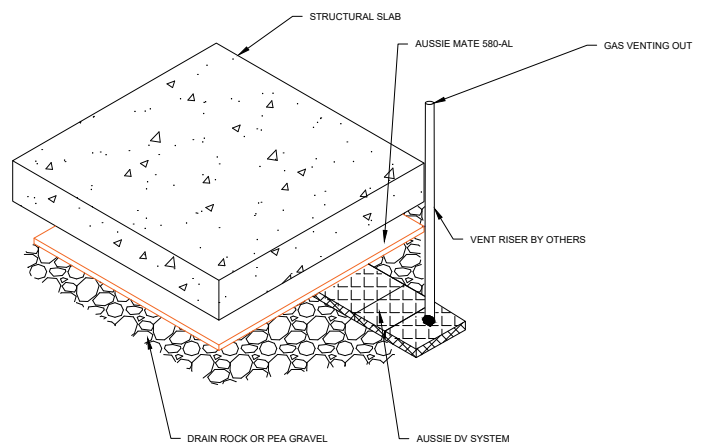 STRUCTURAL SLAB
AUSSIE MATE 580-AL
GAS VENTING OUT
VENT RISER BY OTHERS
DRAIN ROCK OR PEA GRAVEL
AUSSIE DV SYSTEM